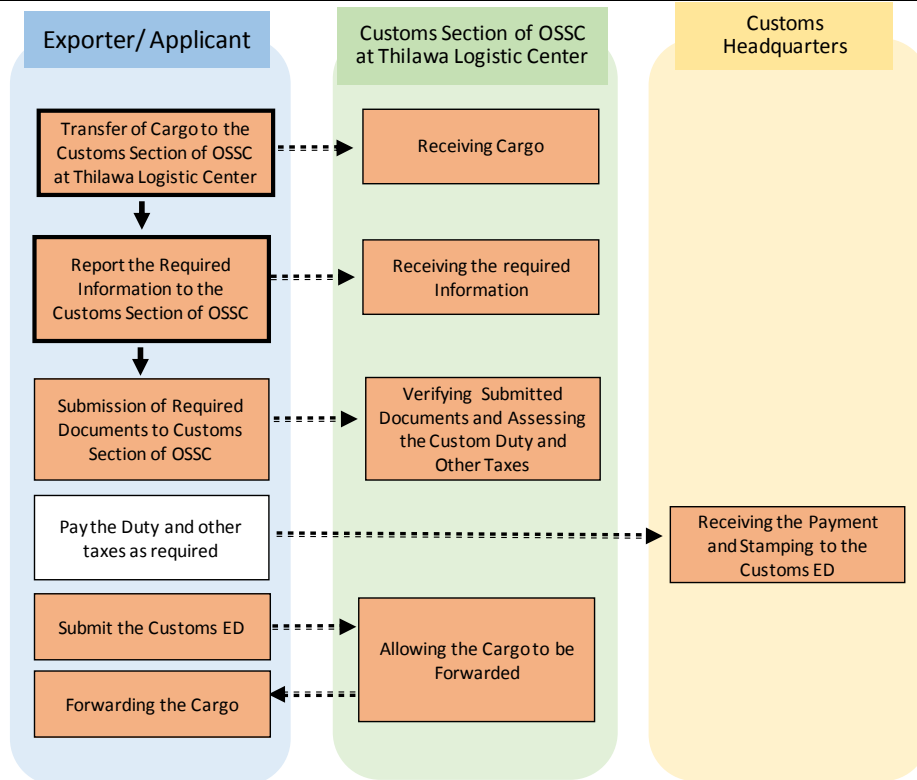 Exporter/ Applicant
Customs Section of OSSC
at Thilawa Logistic Center
Customs
Headquarters
Transfer of Cargo to the
Customs Section of OSSC
at Thilawa Logistic Center
Receiving Cargo
Report the Required
Information to the
Customs Section of OSSC
Receiving the required
Information
Submission of Required
Documents to Customs
Section of OSSC
Verifying Submitted
Documents and Assessing
the Custom Duty and
Other Taxes
Pay the Duty and other
taxes as required
Receiving the Payment
and Stamping to the
Customs ED
Submit the Customs ED
Allowing the Cargo to be
Forwarded
Forwarding the Cargo